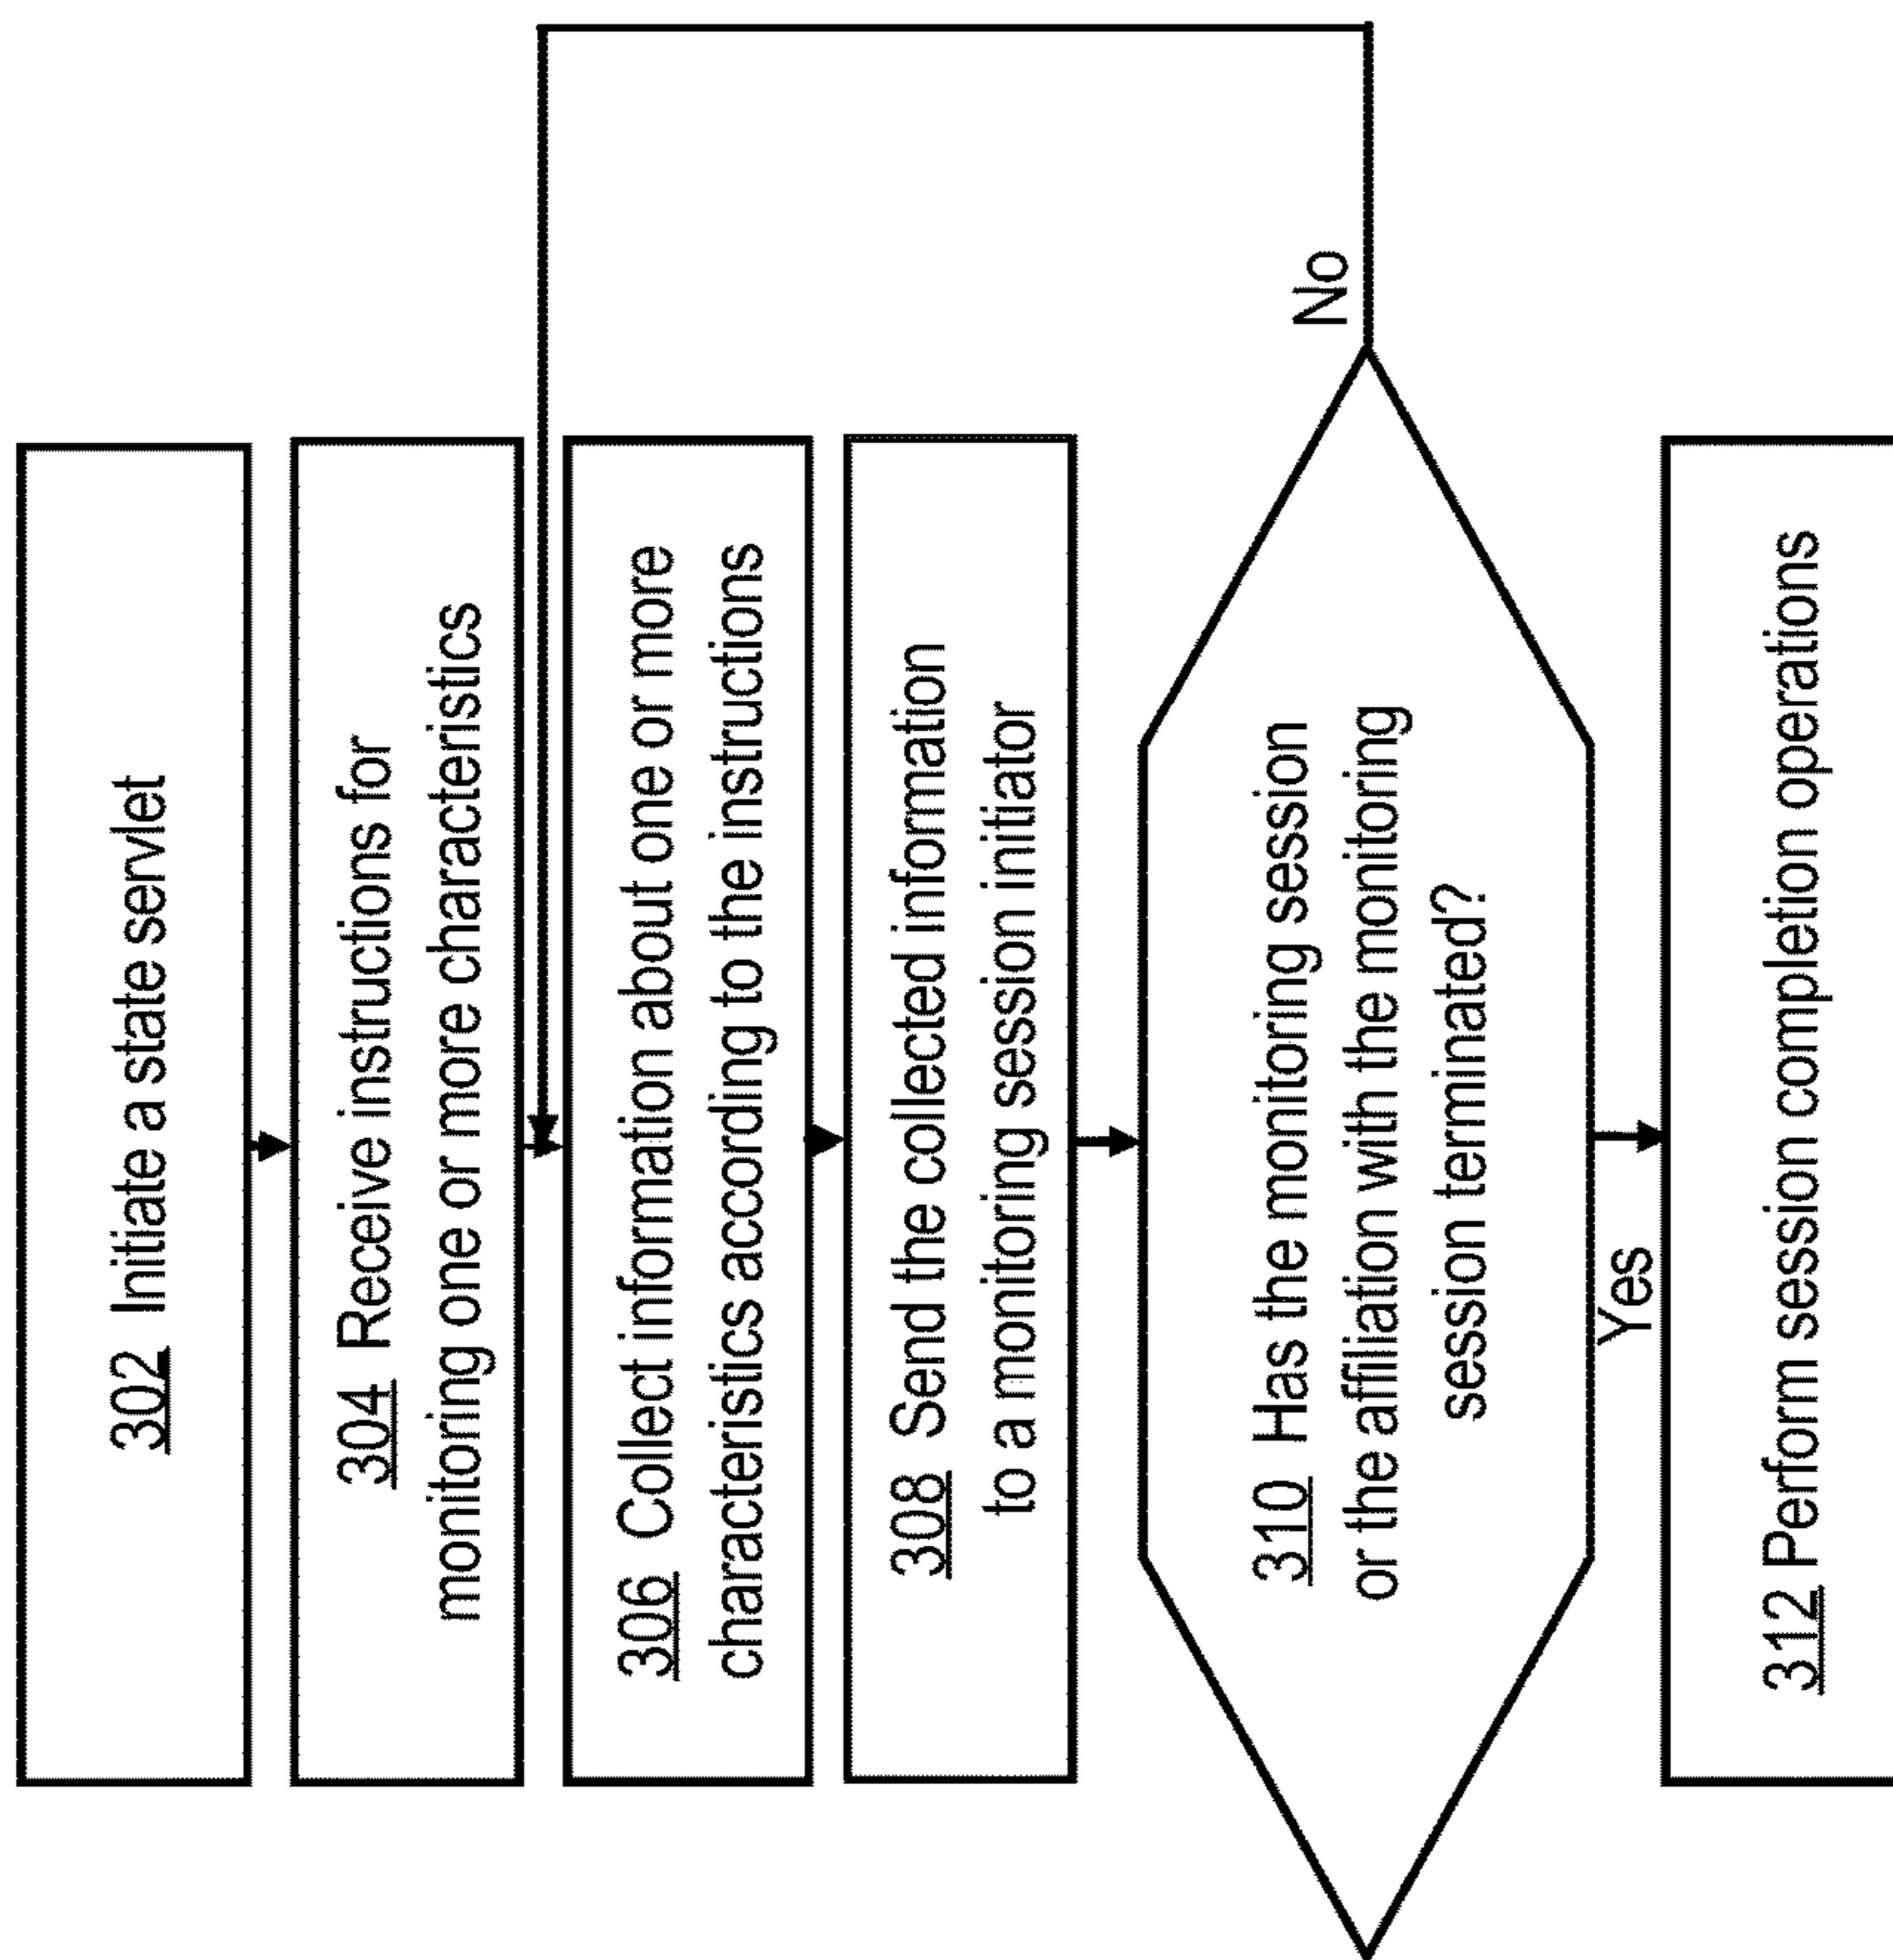 302 Initiate a state servlet
304 Receive instructions for
monitoring one or more characteristics
306 Collect information about one or more
characteristics according to the instructions
308 Send the collected information
to a monitoring session initiator
310 Has the monitoring session
or the affiliation with the monitoring
session terminated?
No
Yes
312 Perform session completion operations